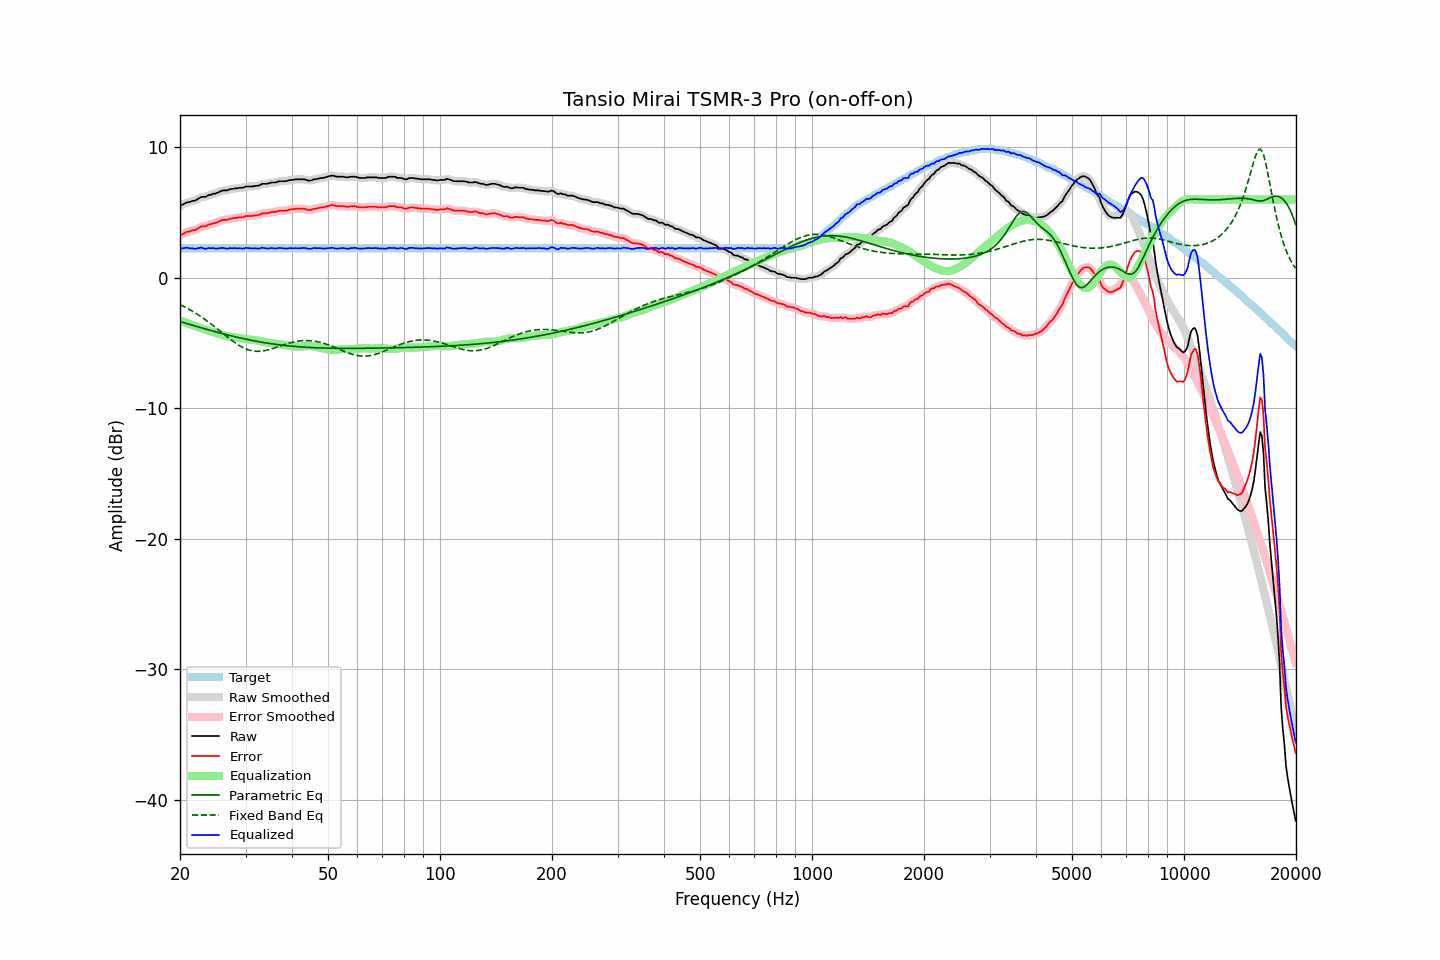 Tansio Mirai TSMR-3 Pro (on-off-on)
10
0
−10
−20
−30
−40
Amplitude (dBr)
Target
Raw Smoothed
Error Smoothed
Raw
Error
Equalization
Parametric Eq
Fixed Band Eq
Equalized
20 50 100 200 500 1000 2000 5000 10000 20000
Frequency (Hz)